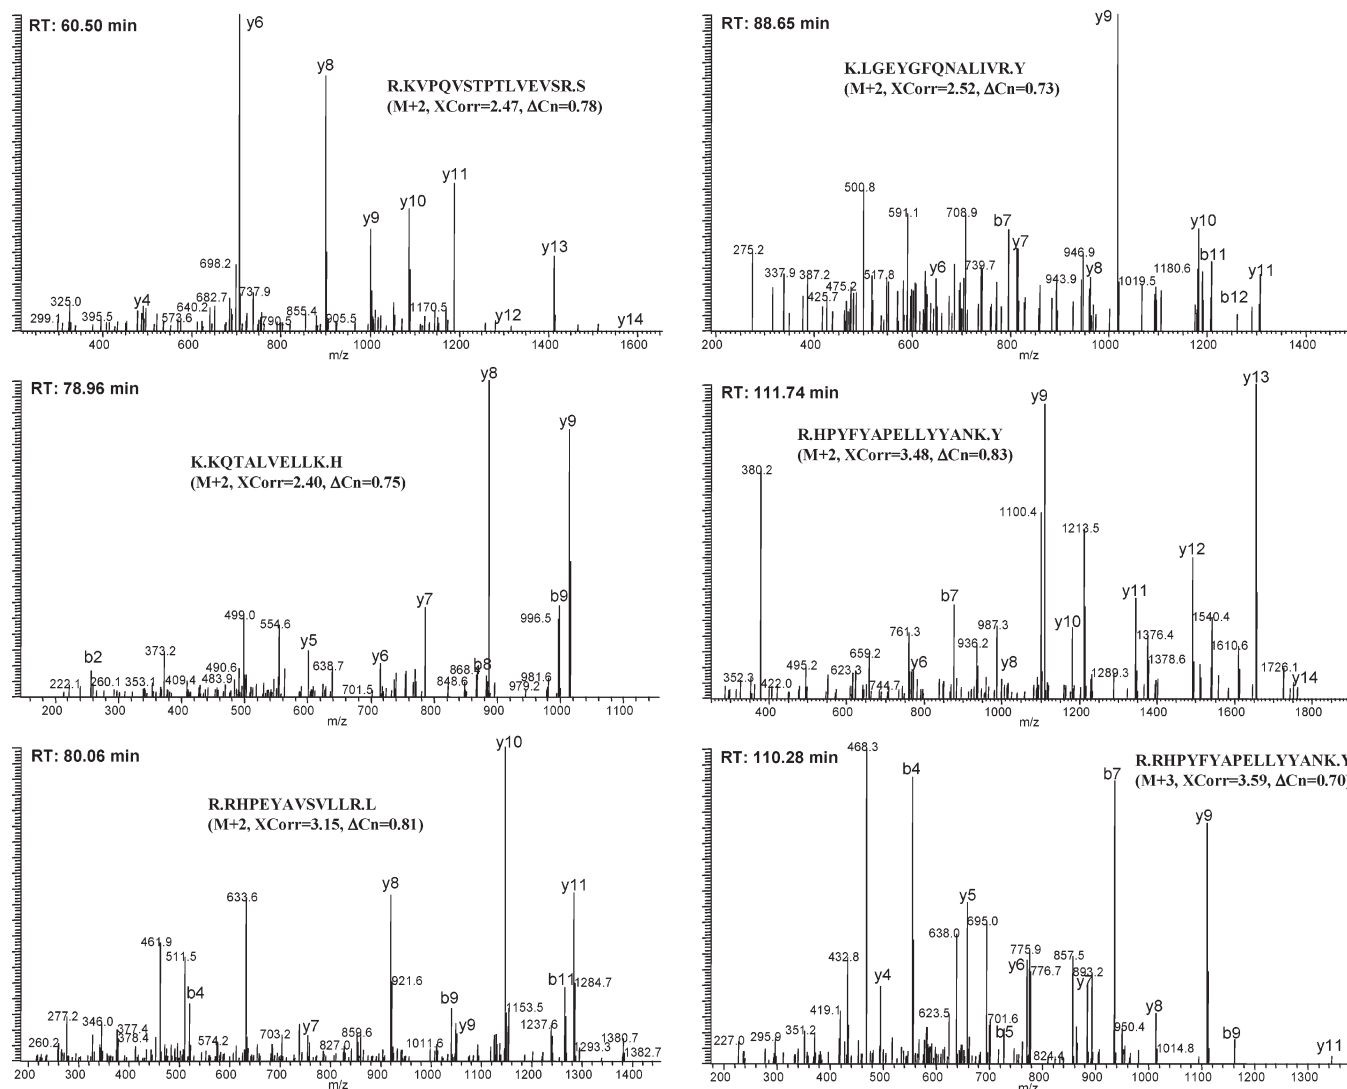 RT: 60.50 min
y6
y8
R.KVPQVSTPTLVEVSR.S
(M+2, XCorr=2.47, ΔCn=0.78)
y11
y10
y9
y13
698.2
325.0
299.1
395.5
y4
573.6
640.2
682.7
737.9
790.5
855.4
905.5
1170.5
y12
y14
400 600 800 1000 1200 1400 1600
m/z
RT: 88.65 min
y9
K.LGEYGFQNALIVR.Y
(M+2, XCorr=2.52, ΔCn=0.73)
500.8
591.1
708.9
b7
y7
y10
b11
275.2
337.9
387.2
425.7
475.2
517.8
y6
739.7
946.9
943.9
y8
1019.5
1180.6
b12
y11
200 400 600 800 1000 1200 1400
m/z
RT: 78.96 min
y8
y9
K.KQTALVELLK.H
(M+2, XCorr=2.40, ΔCn=0.75)
y7
b9
996.5
499.0
554.6
y5
373.2
b2
222.1
260.1
353.1
409.4
490.6
483.9
638.7
y6
701.5
868.4
b8
848.6
981.6
979.2
200 300 400 500 600 700 800 900 1000 1100
m/z
RT: 111.74 min
y13
y9
R.HPYFYAPELLYYANK.Y
(M+2, XCorr=3.48, ΔCn=0.83)
380.2
1100.4
1213.5
y12
b7
y11
y10
987.3
761.3
936.2
1376.4
1540.4
1610.6
659.2
y6
y8
495.2
623.3
352.3
422.0
744.7
1289.3
1378.6
1726.1
y14
400 600 800 1000 1200 1400 1600 1800
m/z
RT: 80.06 min
y10
R.RHPEYAVSVLLR.L
(M+2, XCorr=3.15, ΔCn=0.81)
y8
y11
633.6
461.9
511.5
921.6
b4
b9
b11
1284.7
277.2
346.0
377.4
378.4
260.2
574.2
703.2
y7
827.0
859.6
1011.6
y9
1153.5
1237.6
1293.3
1380.7
1382.7
200 300 400 500 600 700 800 900 1000 1100 1200 1300 1400
m/z
RT: 110.28 min
468.3
b4
b7
R.RHPYFYAPELLYYANK.Y
(M+3, XCorr=3.59, ΔCn=0.70)
y9
y5
638.0
695.0
432.8
y4
y6
775.9
776.7
857.5
893.2
y7
419.1
351.2
295.9
227.0
623.5
701.6
b5
824.4
950.4
y8
1014.8
b9
y11
200 400 600 800 1000 1200
m/z